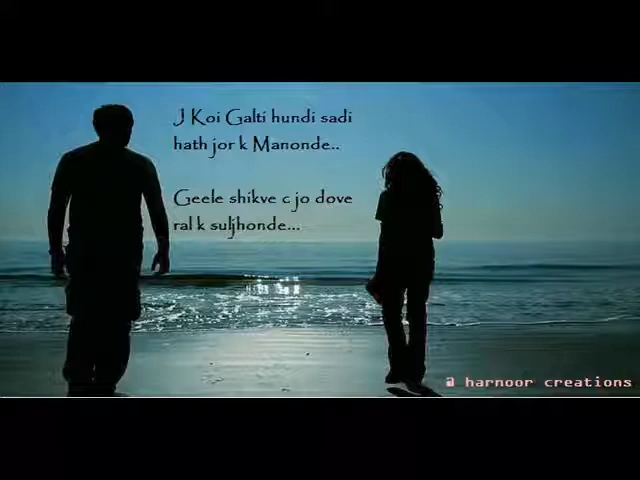 J Koi Galti hundi sadi
hath jor k Manonde..
Geele shikve c jo dove
ral k suljhonde...
@ harnoor creations